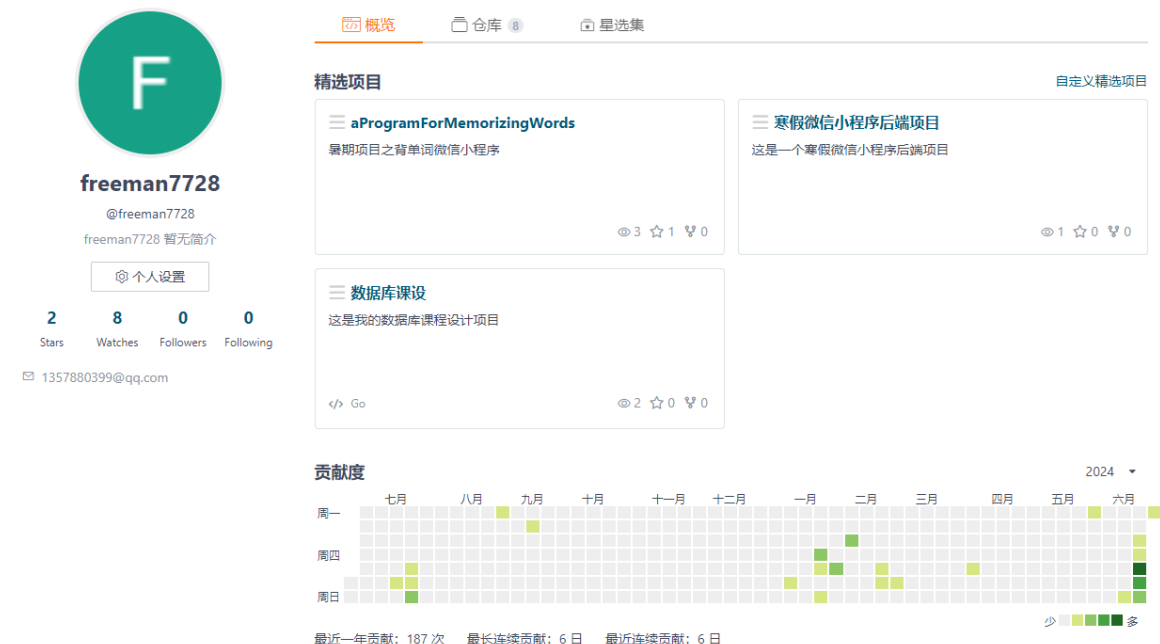 概览 仓库 8 星选集
F
精选项目 自定义精选项目
aProgramForMemorizingWords
暑期项目之背单词微信小程序
3 1 0
寒假微信小程序后端项目
这是一个寒假微信小程序后端项目
1 0 0
freeman7728
@freeman7728
freeman7728 暂无简介
个人设置
2 8 0 0
Stars Watches Followers Following
1357880399@qq.com
数据库课设
这是我的数据库课程设计项目
Go 2 0 0
贡献度 2024
七月 八月 九月 十月 十一月 十二月 一月 二月 三月 四月 五月 六月
周一
周四
周日
少 多
最近一年贡献：187 次 最长连续贡献：6 日 最近连续贡献：6 日